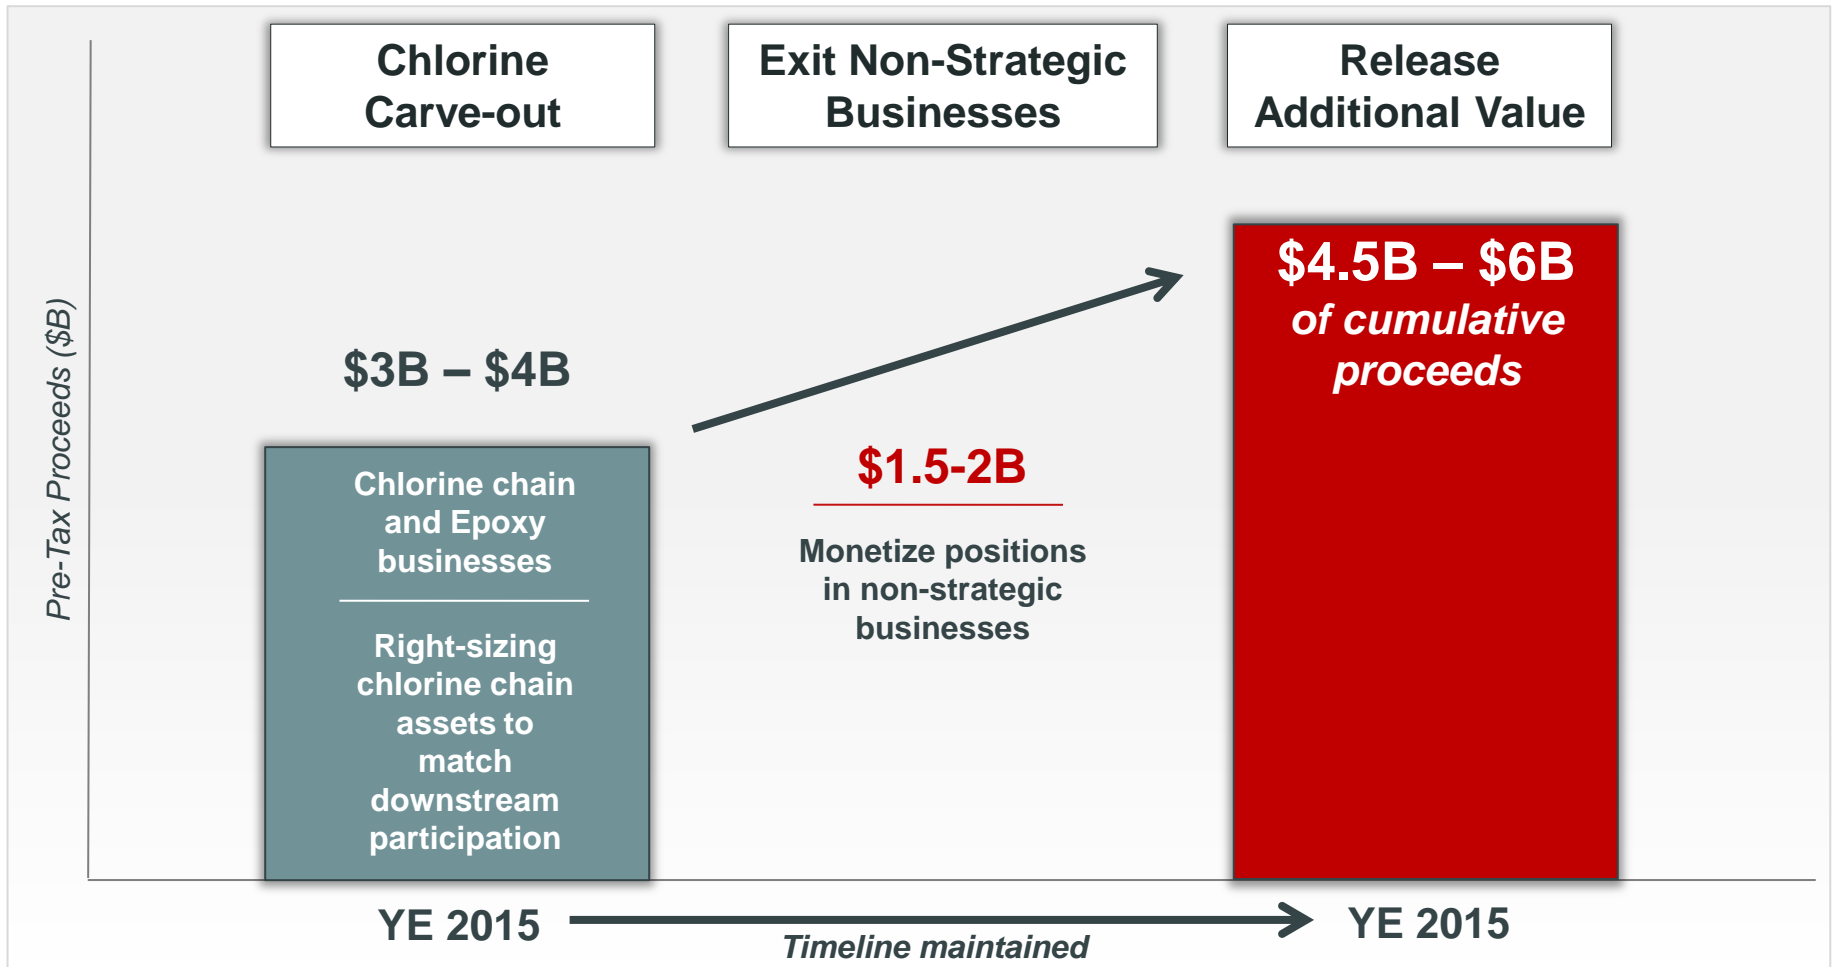 Chlorine
Carve-out
Exit Non-Strategic
Businesses
Release
Additional Value
Pre-Tax Proceeds ($B)
$3B – $4B
Chlorine chain
and Epoxy
businesses
Right-sizing
chlorine chain
assets to
match
downstream
participation
$1.5-2B
Monetize positions
in non-strategic
businesses
$4.5B – $6B
of cumulative
proceeds
YE 2015
Timeline maintained
YE 2015